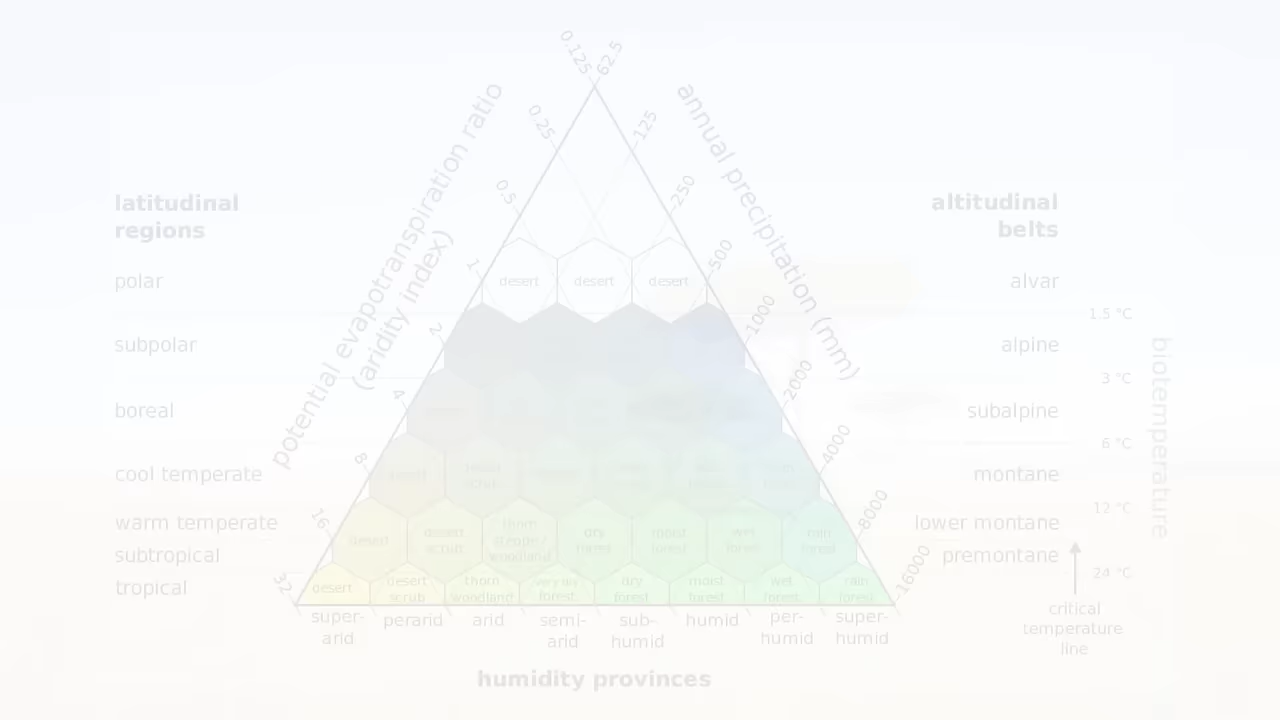 0.125
62.5
0.25
125
0.5
250
1
500
2
1000
4
2000
8
4000
16
8000
32
16000
potential evapotranspiration ratio
(aridity index)
annual precipitation (mm)
latitudinal
regions
altitudinal
belts
polar
desert
desert
desert
alvar
1.5 °C
subpolar
alpine
3 °C
boreal
subalpine
6 °C
cool temperate
montane
12 °C
warm temperate
desert
desert
scrub
thorn
steppe /
woodland
dry
forest
moist
forest
wet
forest
rain
forest
lower montane
subtropical
premontane
24 °C
tropical
desert
desert
scrub
thorn
woodland
very dry
forest
dry
forest
moist
forest
wet
forest
rain
forest
biotemperature
critical
temperature
line
super-
arid
perarid
arid
semi-
arid
sub-
humid
humid
per-
humid
super-
humid
humidity provinces